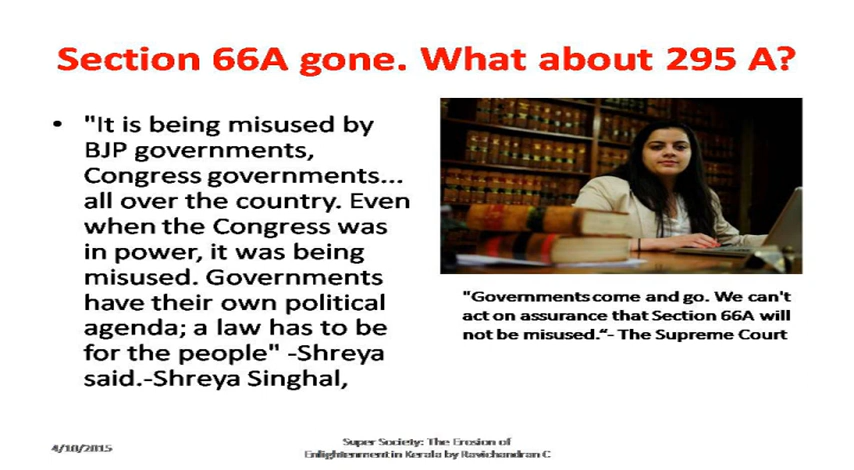 Section 66A gone. What about 295 A?
• "It is being misused by
BJP governments,
Congress governments...
all over the country. Even
when the Congress was
in power, it was being
misused. Governments
have their own political
agenda; a law has to be
for the people" -Shreya
said.-Shreya Singhal,
"Governments come and go. We can't
act on assurance that Section 66A will
not be misused.“- The Supreme Court
4/10/2015
Super Society: The Erosion of
Enlightenment in Kerala by Ravichandran C